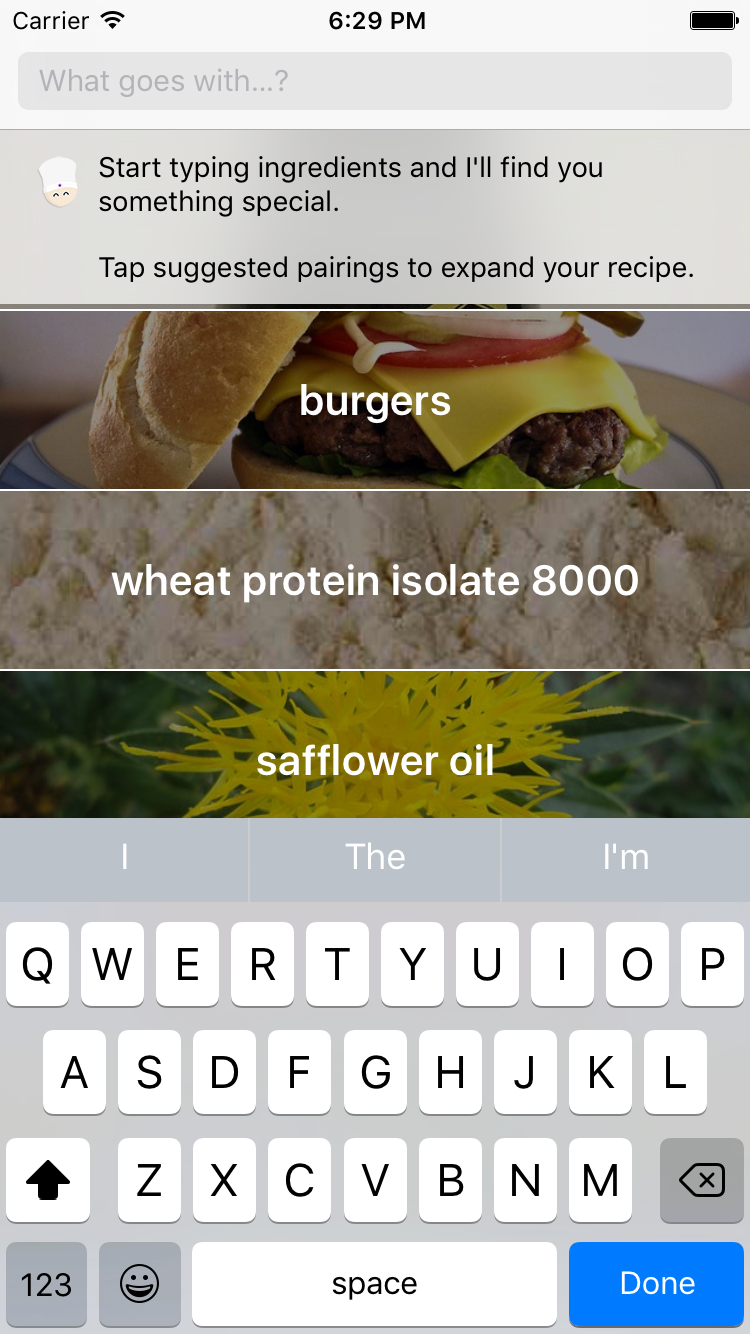 Carrier 6:29 PM
What goes with...?
Start typing ingredients and I'll find you
something special.
Tap suggested pairings to expand your recipe.
burgers
wheat protein isolate 8000
safflower oil
I The I'm
Q W E R T Y U I O P
A S D F G H J K L
Z X C V B N M
123 space Done